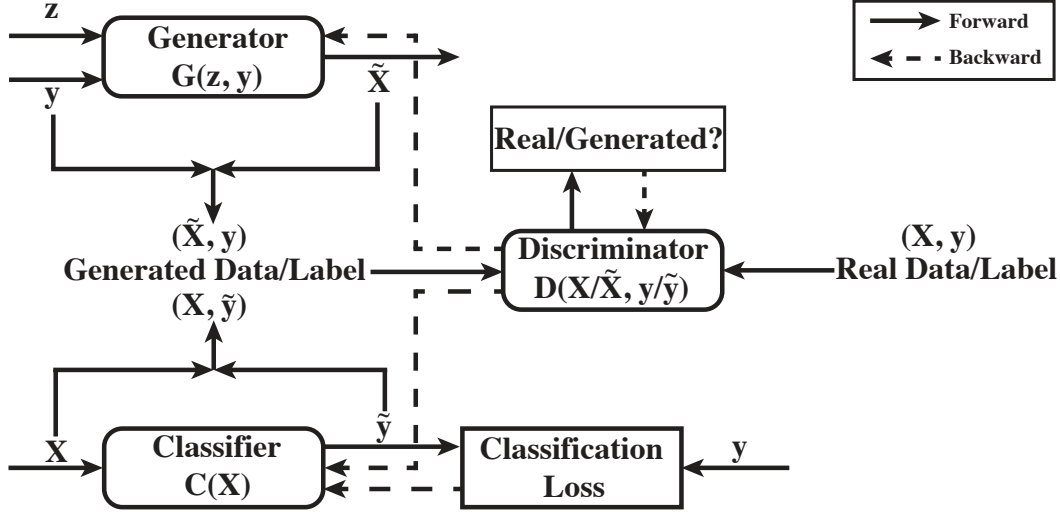 z
Generator
G(z, y)
y
X̃
Forward
Backward
Real/Generated?
(X̃, y)
Generated Data/Label
(X, ỹ)
Discriminator
D(X/X̃, y/ỹ)
(X, y)
Real Data/Label
X
Classifier
C(X)
ỹ
Classification
Loss
y